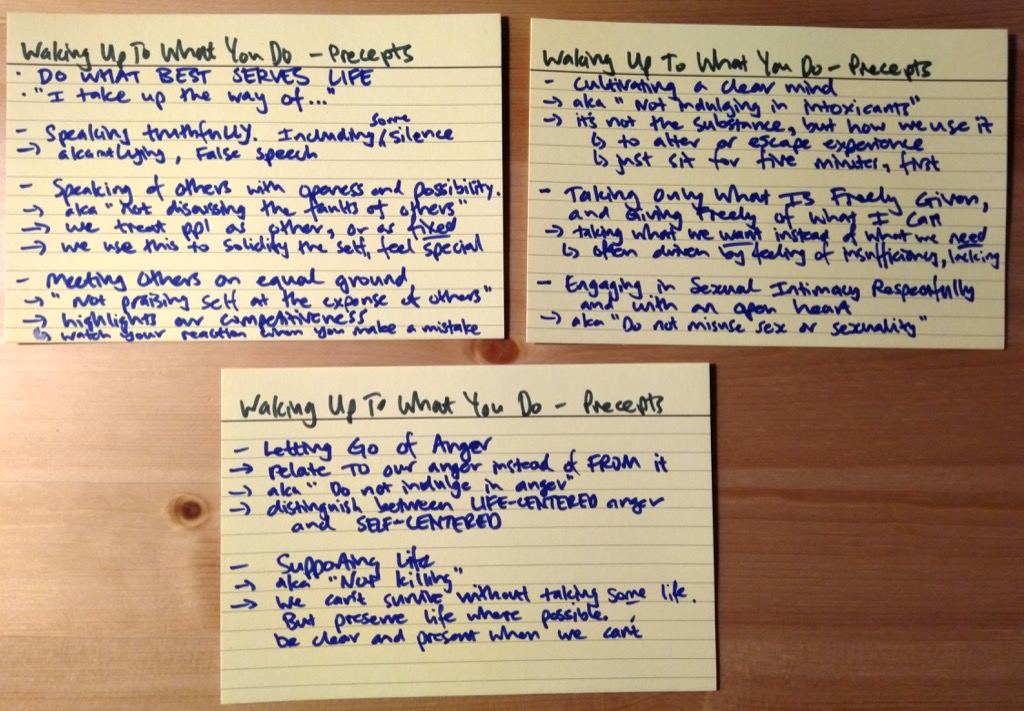 Waking Up To What You Do - Precepts
· DO WHAT BEST SERVES LIFE
· "I take up the way of..."
- Speaking truthfully. Including some silence
→ aka not lying, False speech
- Speaking of others with openess and possibility.
→ aka "Not discussing the faults of others"
→ we treat ppl as other, or as fixed
→ we use this to solidify the self, feel special
- Meeting Others on equal ground
→ "not praising self at the expense of others"
→ highlights our competitiveness
↳ watch your reaction when you make a mistake
Waking Up To What You Do - Precepts
- Cultivating a clear mind
→ aka "Not indulging in intoxicants"
→ it's not the substance, but how we use it
↳ to alter or escape experience
↳ just sit for five minutes, first
- Taking Only What Is Freely Given,
and Giving Freely of what I can
→ taking what we want instead of what we need
↳ often driven by feeling of insufficiency, lacking
- Engaging in Sexual Intimacy Respectfully
and with an open heart
→ aka "Do not misuse sex or sexuality"
Waking Up To What You Do - Precepts
- Letting Go of Anger
→ relate TO our anger instead of FROM it
→ aka "Do not indulge in anger"
→ distinguish between LIFE-CENTERED anger
and SELF-CENTERED
- Supporting Life
→ aka "Not killing"
→ We can't survive without taking some life.
But preserve life where possible.
be clear and present when we can't